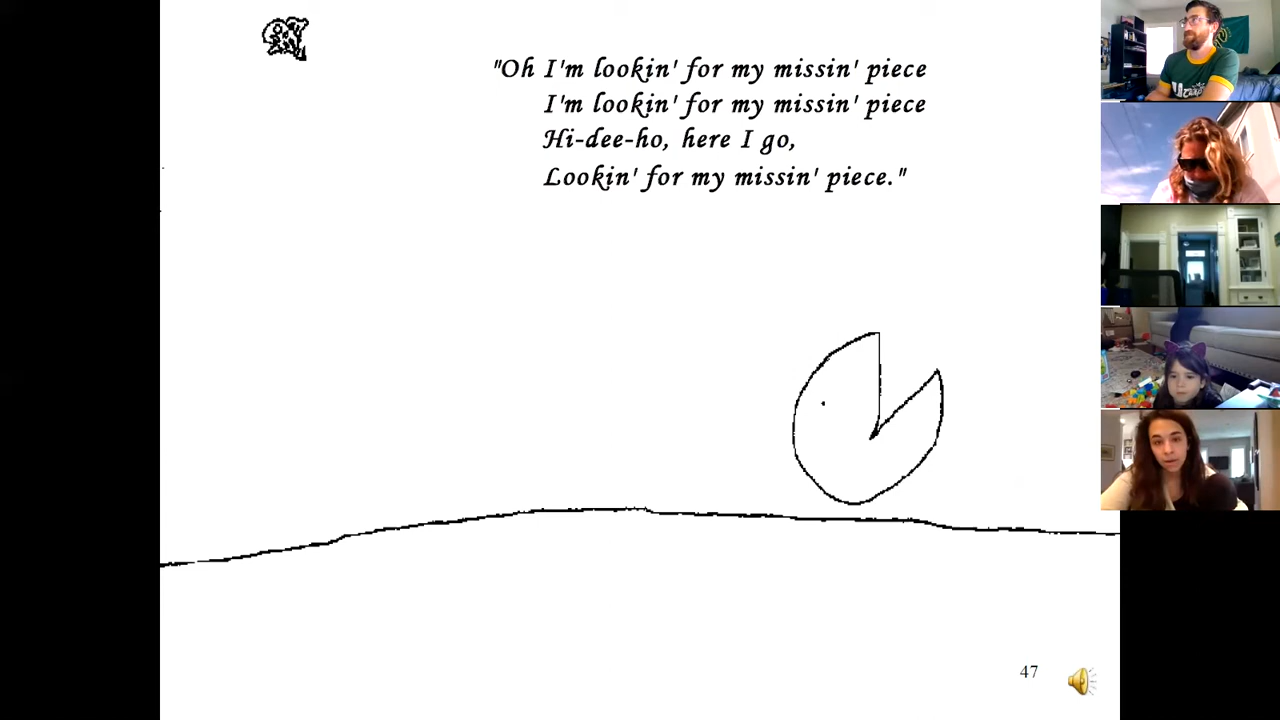 "Oh I'm lookin' for my missin' piece
I'm lookin' for my missin' piece
Hi-dee-ho, here I go,
Lookin' for my missin' piece."
47